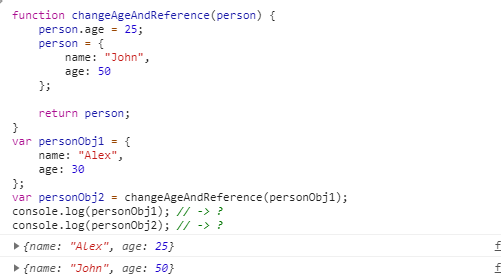 function changeAgeAndReference(person) {
    person.age = 25;
    person = {
        name: "John",
        age: 50
    };

    return person;
}
var personObj1 = {
    name: "Alex",
    age: 30
};
var personObj2 = changeAgeAndReference(personObj1);
console.log(personObj1); // -> ?
console.log(personObj2); // -> ?
{name: "Alex", age: 25}
{name: "John", age: 50}